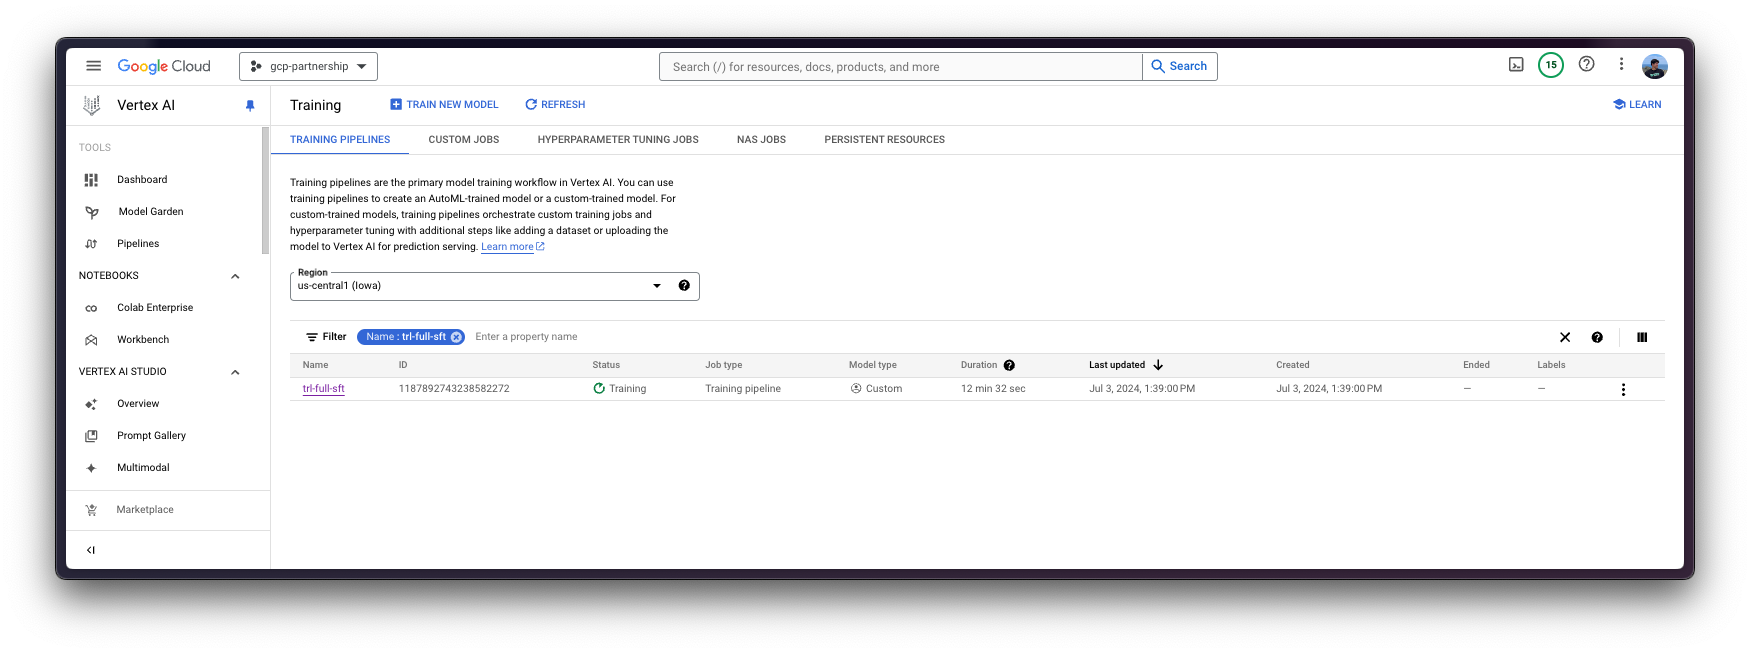 Google Cloud
gcp-partnership
Search (/) for resources, docs, products, and more
Search
15
Vertex AI
Training
TRAIN NEW MODEL
REFRESH
LEARN
TOOLS
Dashboard
Model Garden
Pipelines
NOTEBOOKS
Colab Enterprise
Workbench
VERTEX AI STUDIO
Overview
Prompt Gallery
Multimodal
Marketplace
TRAINING PIPELINES CUSTOM JOBS HYPERPARAMETER TUNING JOBS NAS JOBS PERSISTENT RESOURCES
Training pipelines are the primary model training workflow in Vertex AI. You can use
training pipelines to create an AutoML-trained model or a custom-trained model. For
custom-trained models, training pipelines orchestrate custom training jobs and
hyperparameter tuning with additional steps like adding a dataset or uploading the
model to Vertex AI for prediction serving. Learn more
Region
us-central1 (Iowa)
Filter Name : trl-full-sft Enter a property name
Name ID Status Job type Model type Duration Last updated Created Ended Labels
trl-full-sft 1187892743238582272 Training Training pipeline Custom 12 min 32 sec Jul 3, 2024, 1:39:00 PM Jul 3, 2024, 1:39:00 PM — —